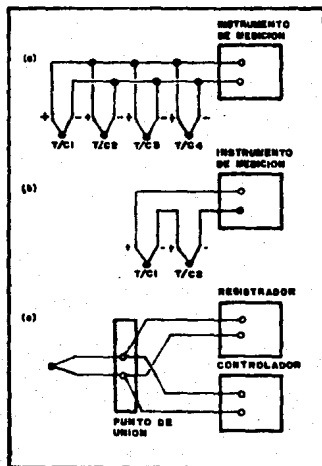 INSTRUMENTO
DE MEDICION
(a)
+ - + - + - + -
T/C1 T/C2 T/C3 T/C4
INSTRUMENTO
DE MEDICION
(b)
+ - + -
T/C1 T/C2
REGISTRADOR
(c)
CONTROLADOR
PUNTO DE
UNION